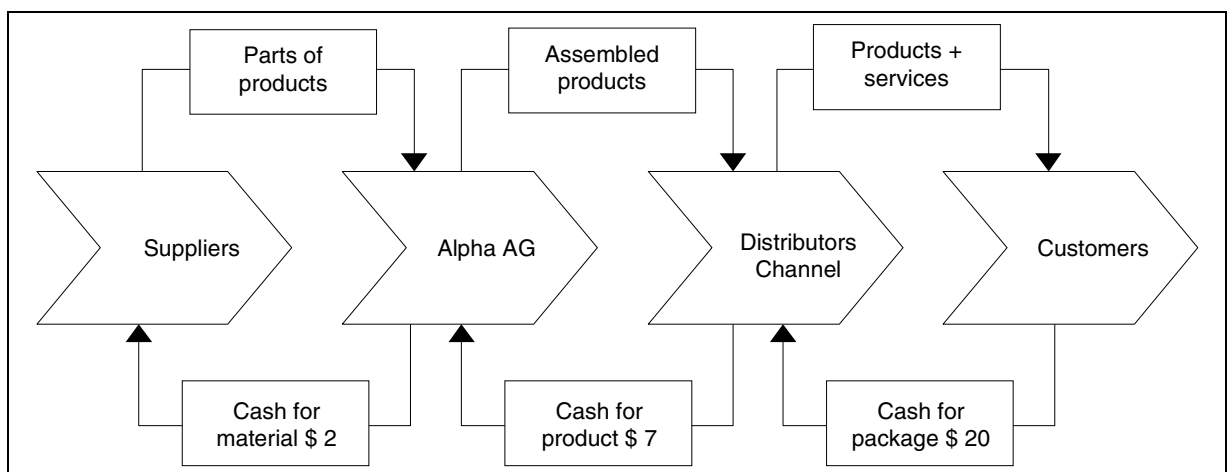 Parts of
products
Assembled
products
Products +
services
Suppliers
Alpha AG
Distributors
Channel
Customers
Cash for
material $ 2
Cash for
product $ 7
Cash for
package $ 20